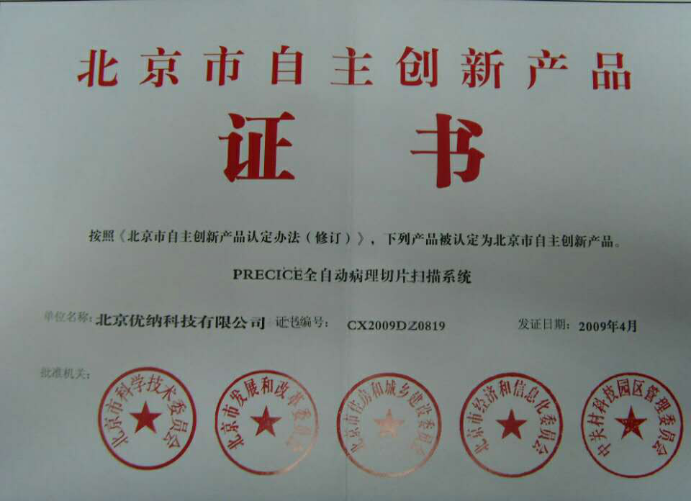 北京市自主创新产品
证书
按照《北京市自主创新产品认定办法（修订）》，下列产品被认定为北京市自主创新产品。
PRECICE全自动病理切片扫描系统
单位名称：北京优纳科技有限公司 证书编号： CX2009DZ0819 发证日期： 2009年4月
批准机关：
北京市科学技术委员会
北京市发展和改革委员会
北京市住房和城乡建设委员会
北京市经济和信息化委员会
中关村科技园区管理委员会